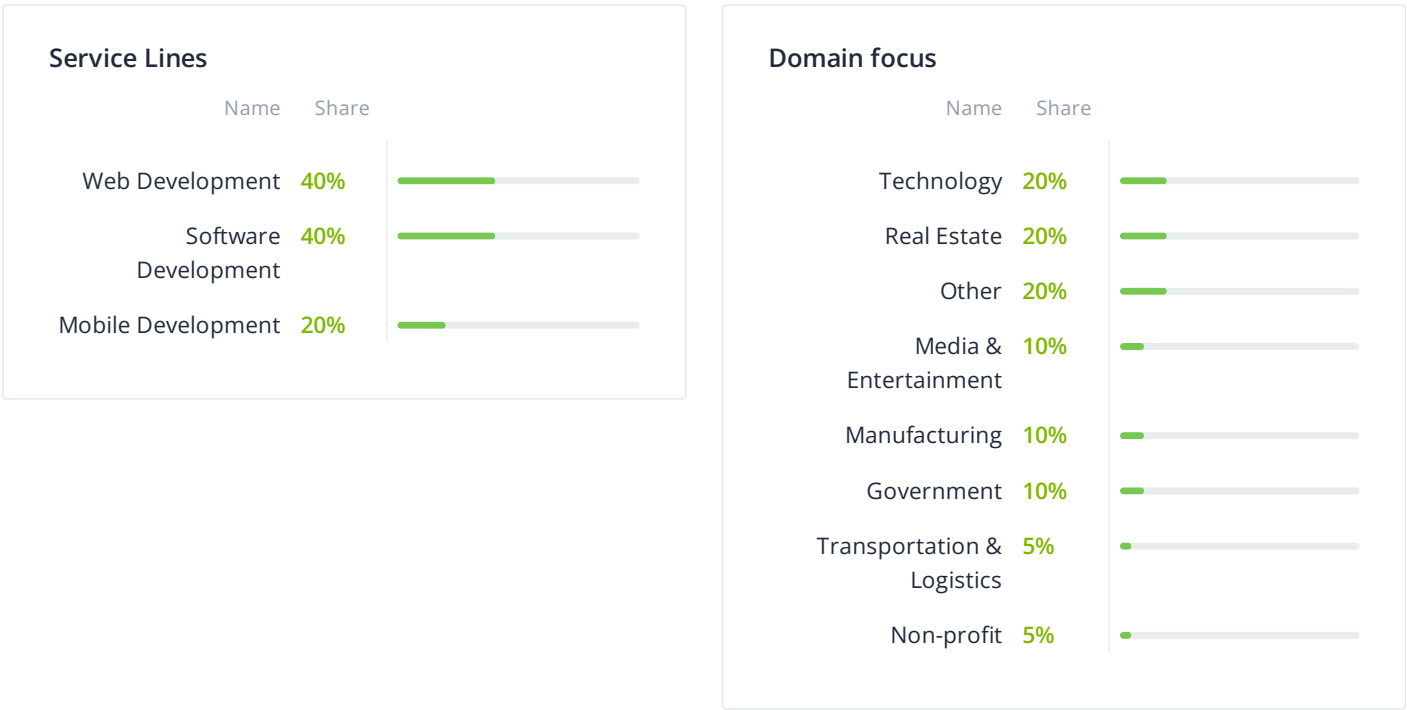 Service Lines
Name Share
Web Development 40%
Software 40%
Development
Mobile Development 20%
Domain focus
Name Share
Technology 20%
Real Estate 20%
Other 20%
Media & 10%
Entertainment
Manufacturing 10%
Government 10%
Transportation & 5%
Logistics
Non-profit 5%